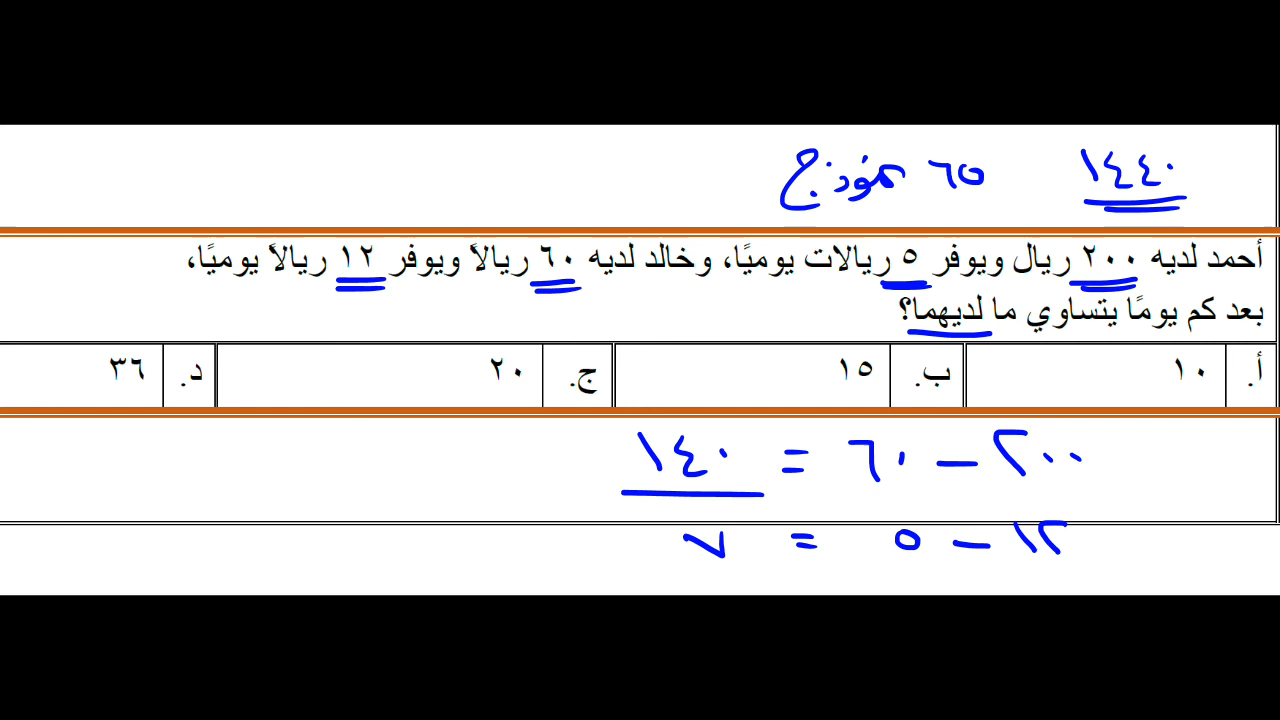 ١٤٤٠ ٦٥ نموذج
أحمد لديه ٢٠٠ ريال ويوفر ٥ ريالات يوميًا، وخالد لديه ٦٠ ريالاً ويوفر ١٢ ريالاً يوميًا،
بعد كم يومًا يتساوي ما لديهما؟
أ. ١٠ ب. ١٥ ج. ٢٠ د. ٣٦
٢٠٠ − ٦٠ = ١٤٠
١٢ − ٥ = ٧